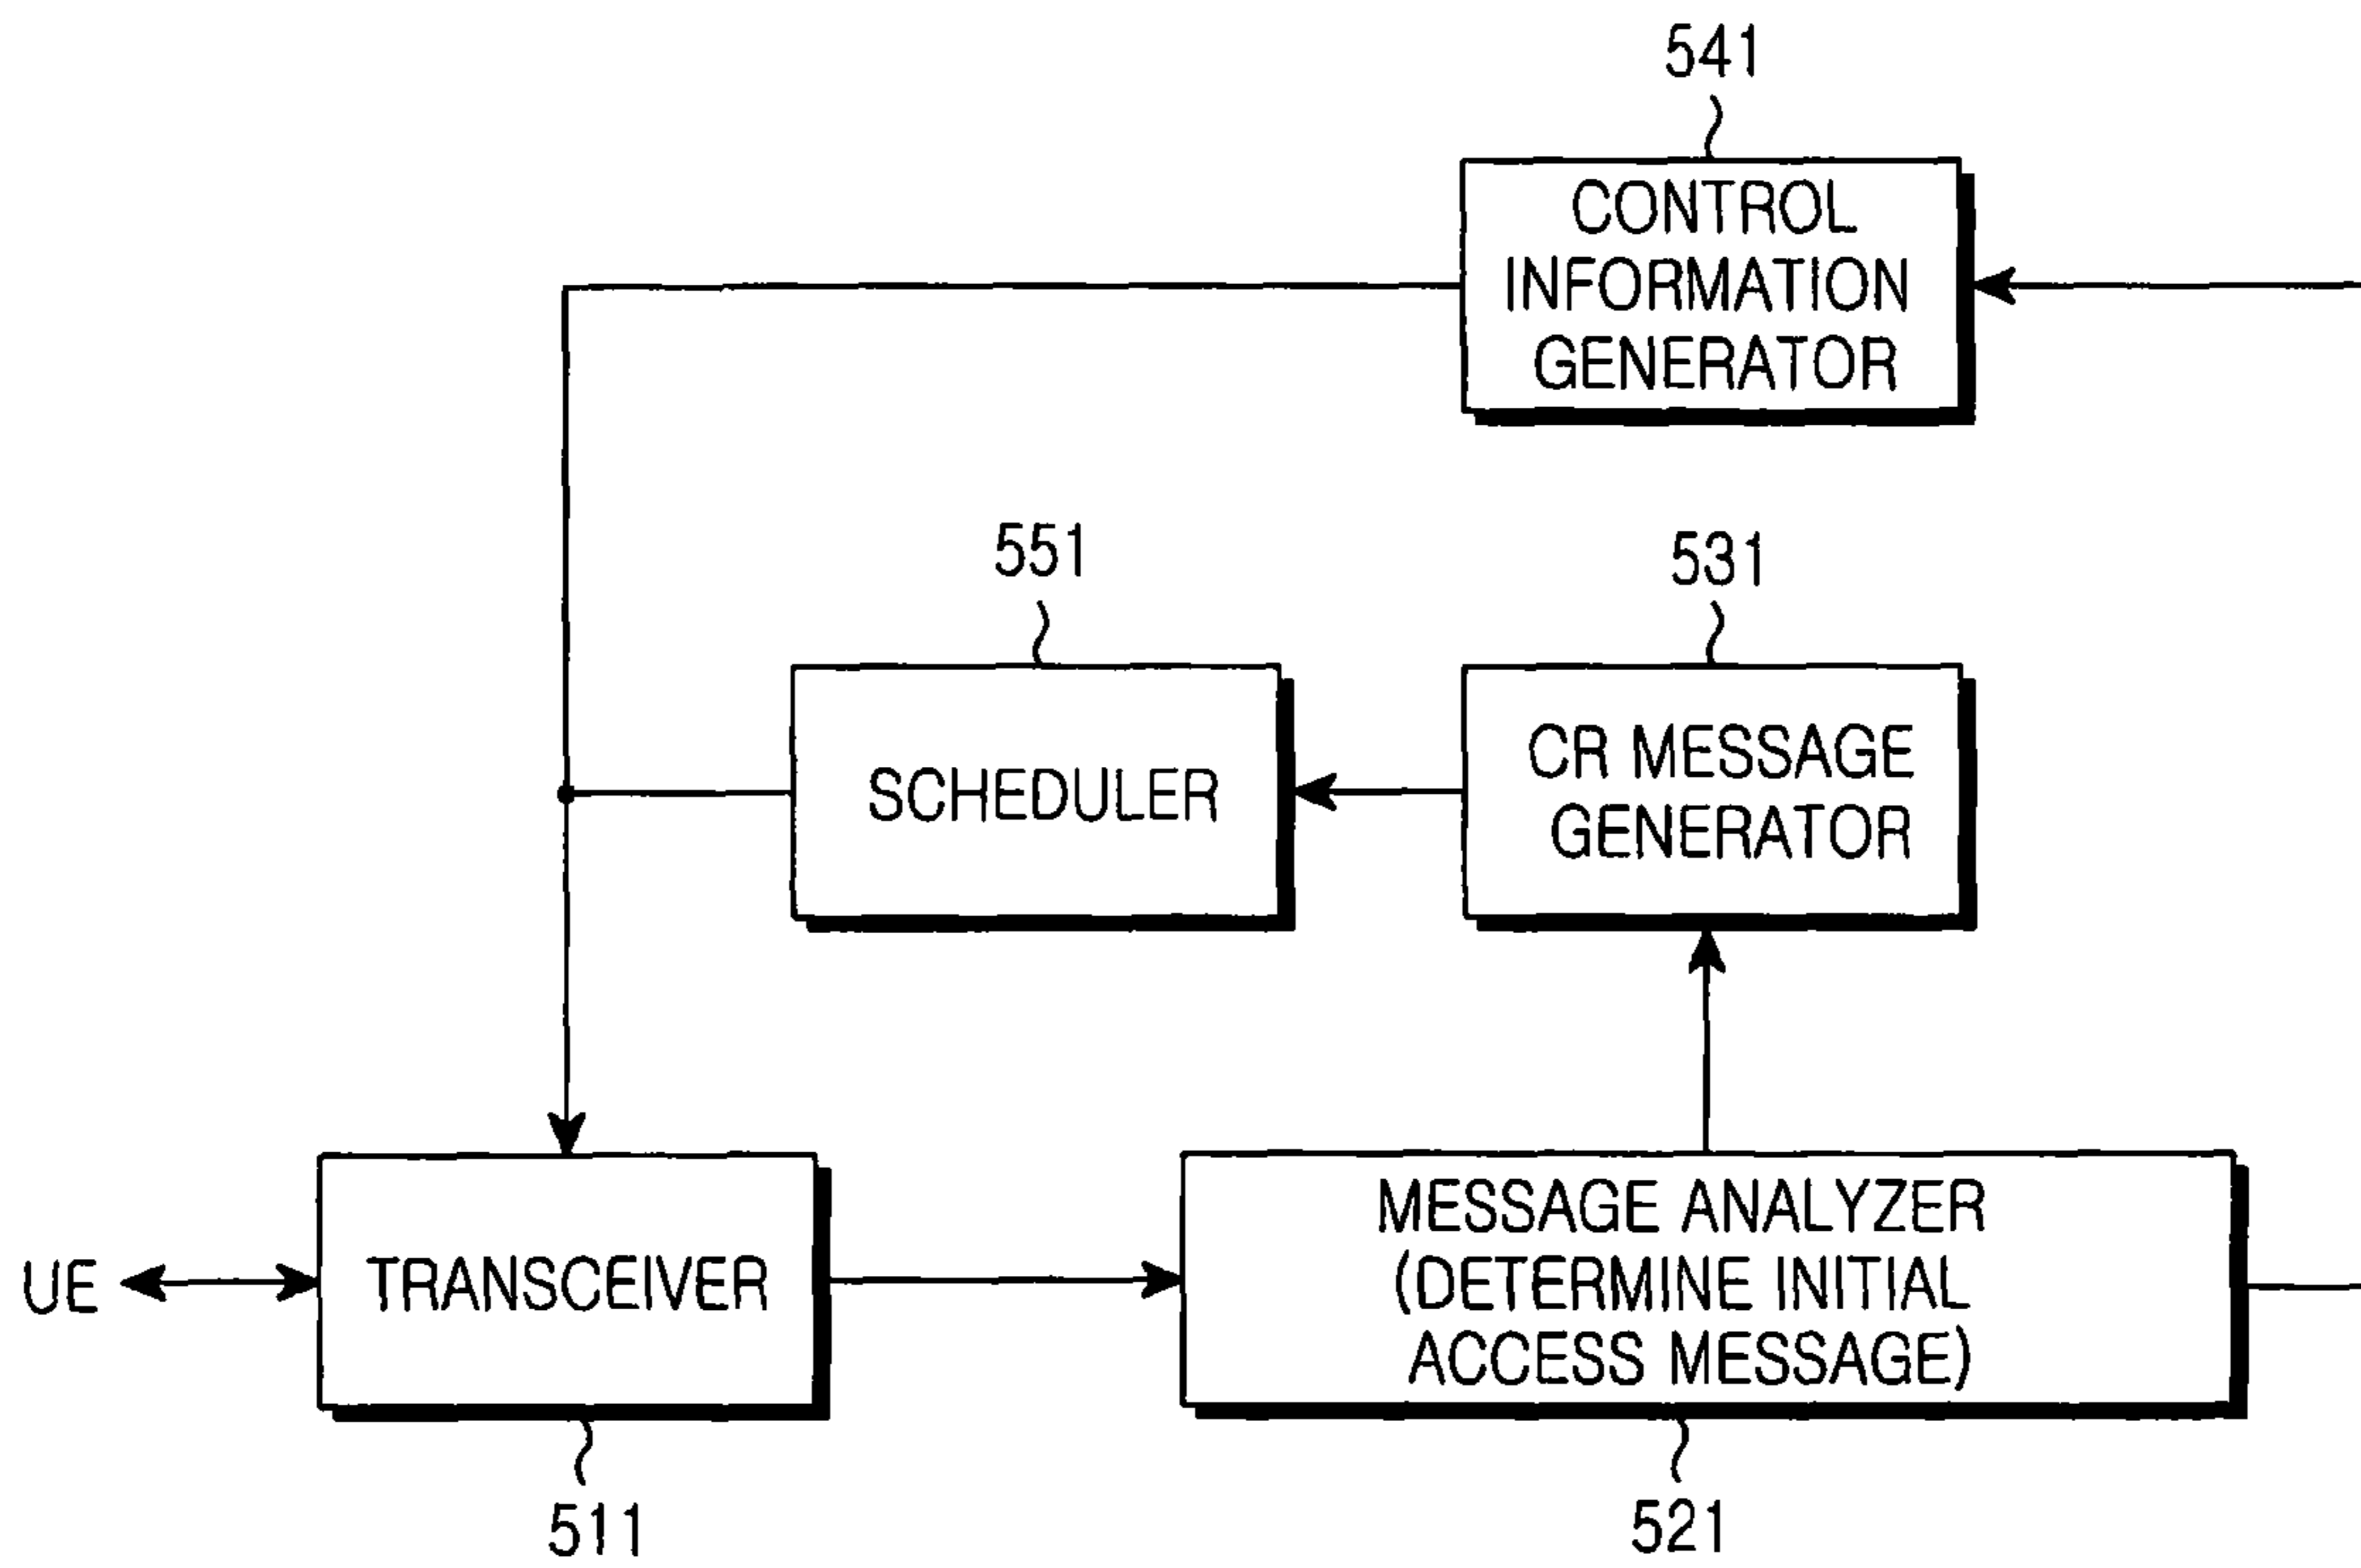 541
CONTROL
INFORMATION
GENERATOR
551
531
SCHEDULER
CR MESSAGE
GENERATOR
UE
TRANSCEIVER
MESSAGE ANALYZER
(DETERMINE INITIAL
ACCESS MESSAGE)
511
521